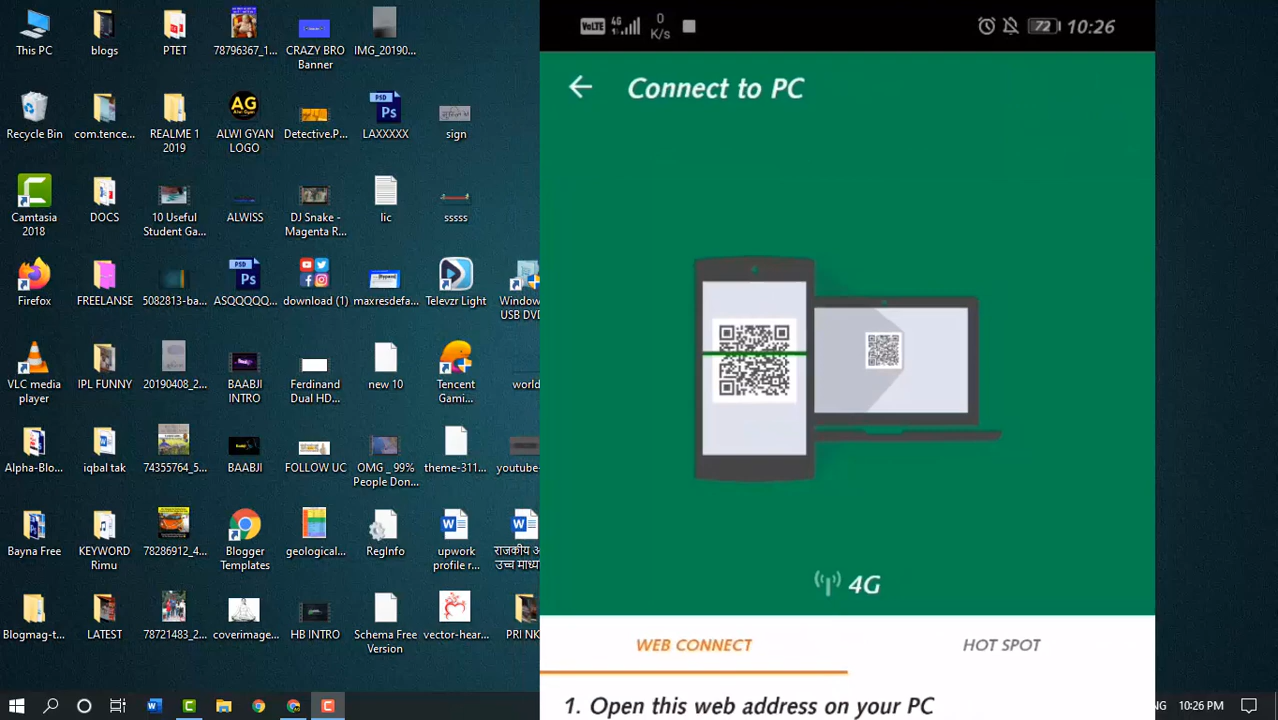 This PC
blogs
PTET
78796367_1...
CRAZY BRO
Banner
IMG_20190...
Recycle Bin
com.tence...
REALME 1
2019
AG
ALWI GYAN
LOGO
Detective.P...
PSD
Ps
LAXXXXX
sign
Camtasia
2018
DOCS
10 Useful
Student Ga...
ALWISS
DJ Snake -
Magenta R...
lic
sssss
Firefox
FREELANSE
5082813-ba...
PSD
Ps
ASQQQQ...
download (1)
maxresdefa...
Televzr Light
Window
USB DVD
VLC media
player
IPL FUNNY
20190408_2...
BAABJI
INTRO
Ferdinand
Dual HD...
new 10
Tencent
Gami...
world
Alpha-Blo...
iqbal tak
74355764_5...
BAABJI
FOLLOW UC
OMG _ 99%
People Don...
theme-311...
youtube-
Bayna Free
KEYWORD
Rimu
78286912_4...
Blogger
Templates
geological...
RegInfo
upwork
profile r...
राजकीय
उच्च माध्य
Blogmag-t...
LATEST
78721483_2...
coverimage...
HB INTRO
Schema Free
Version
vector-hear...
PRI NK
VoLTE 4G 0 K/s 72 10:26
Connect to PC
4G
WEB CONNECT
HOT SPOT
1. Open this web address on your PC
ENG 10:26 PM